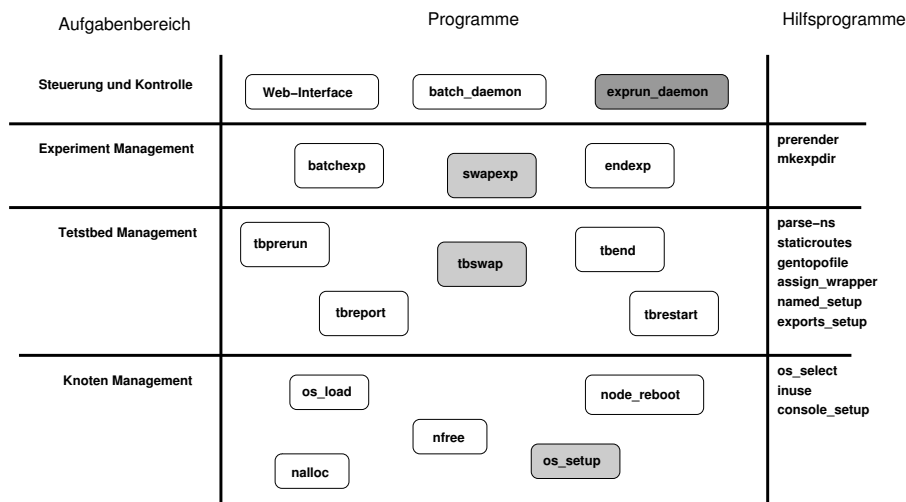 Aufgabenbereich Programme Hilfsprogramme
Steuerung und Kontrolle Web-Interface batch_daemon exprun_daemon
Experiment Management batchexp swapexp endexp
prerender
mkexpdir
Tetstbed Management tbprerun tbswap tbend
tbreport tbrestart
parse-ns
staticroutes
gentopofile
assign_wrapper
named_setup
exports_setup
Knoten Management os_load node_reboot
nfree
nalloc os_setup
os_select
inuse
console_setup